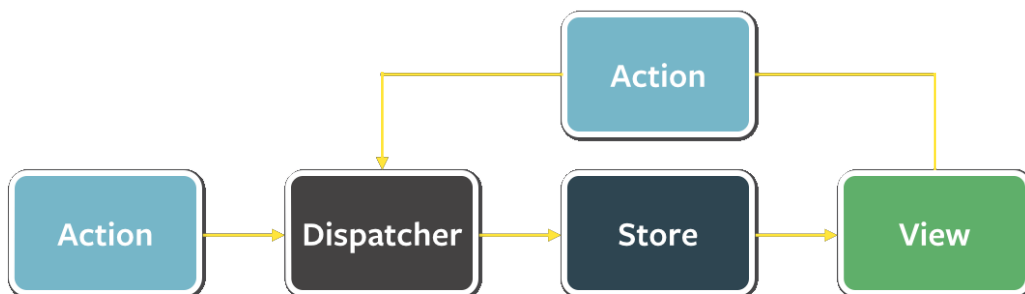 Action
Action
Dispatcher
Store
View